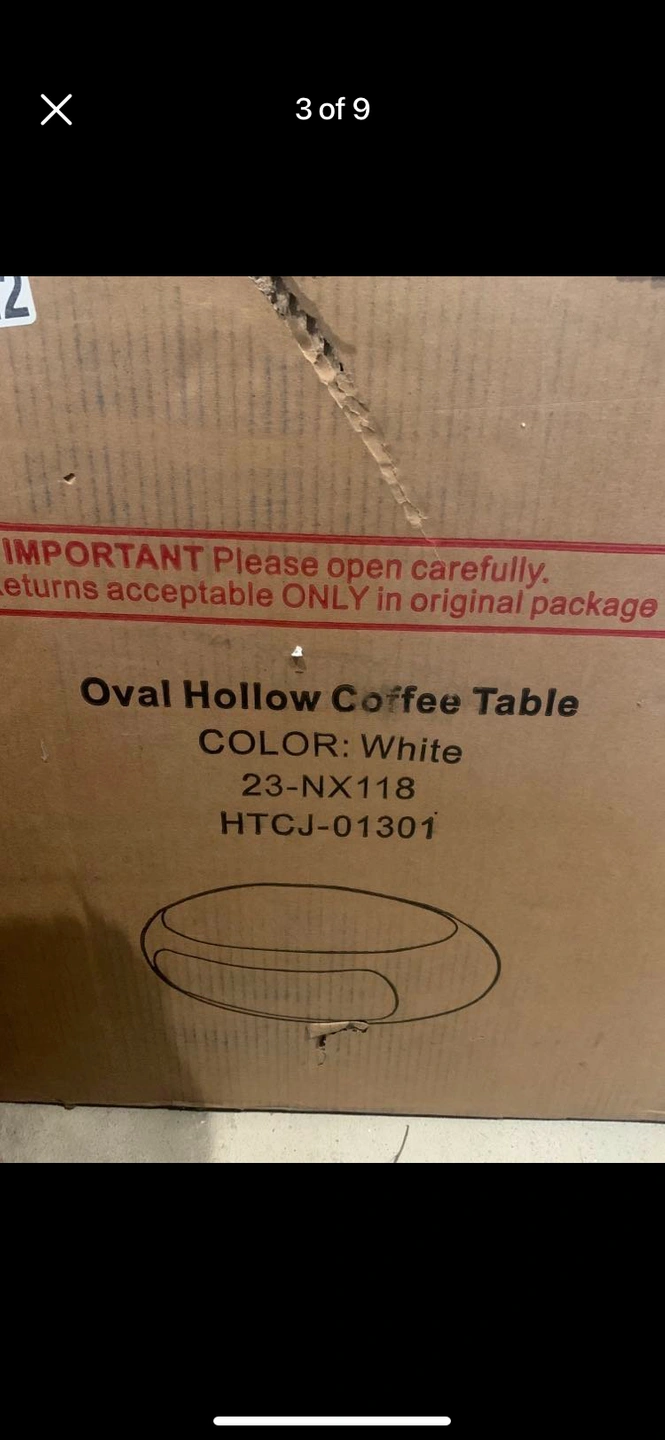 3 of 9
2
IMPORTANT Please open carefully.
eturns acceptable ONLY in original package
Oval Hollow Coffee Table
COLOR: White
23-NX118
HTCJ-01301